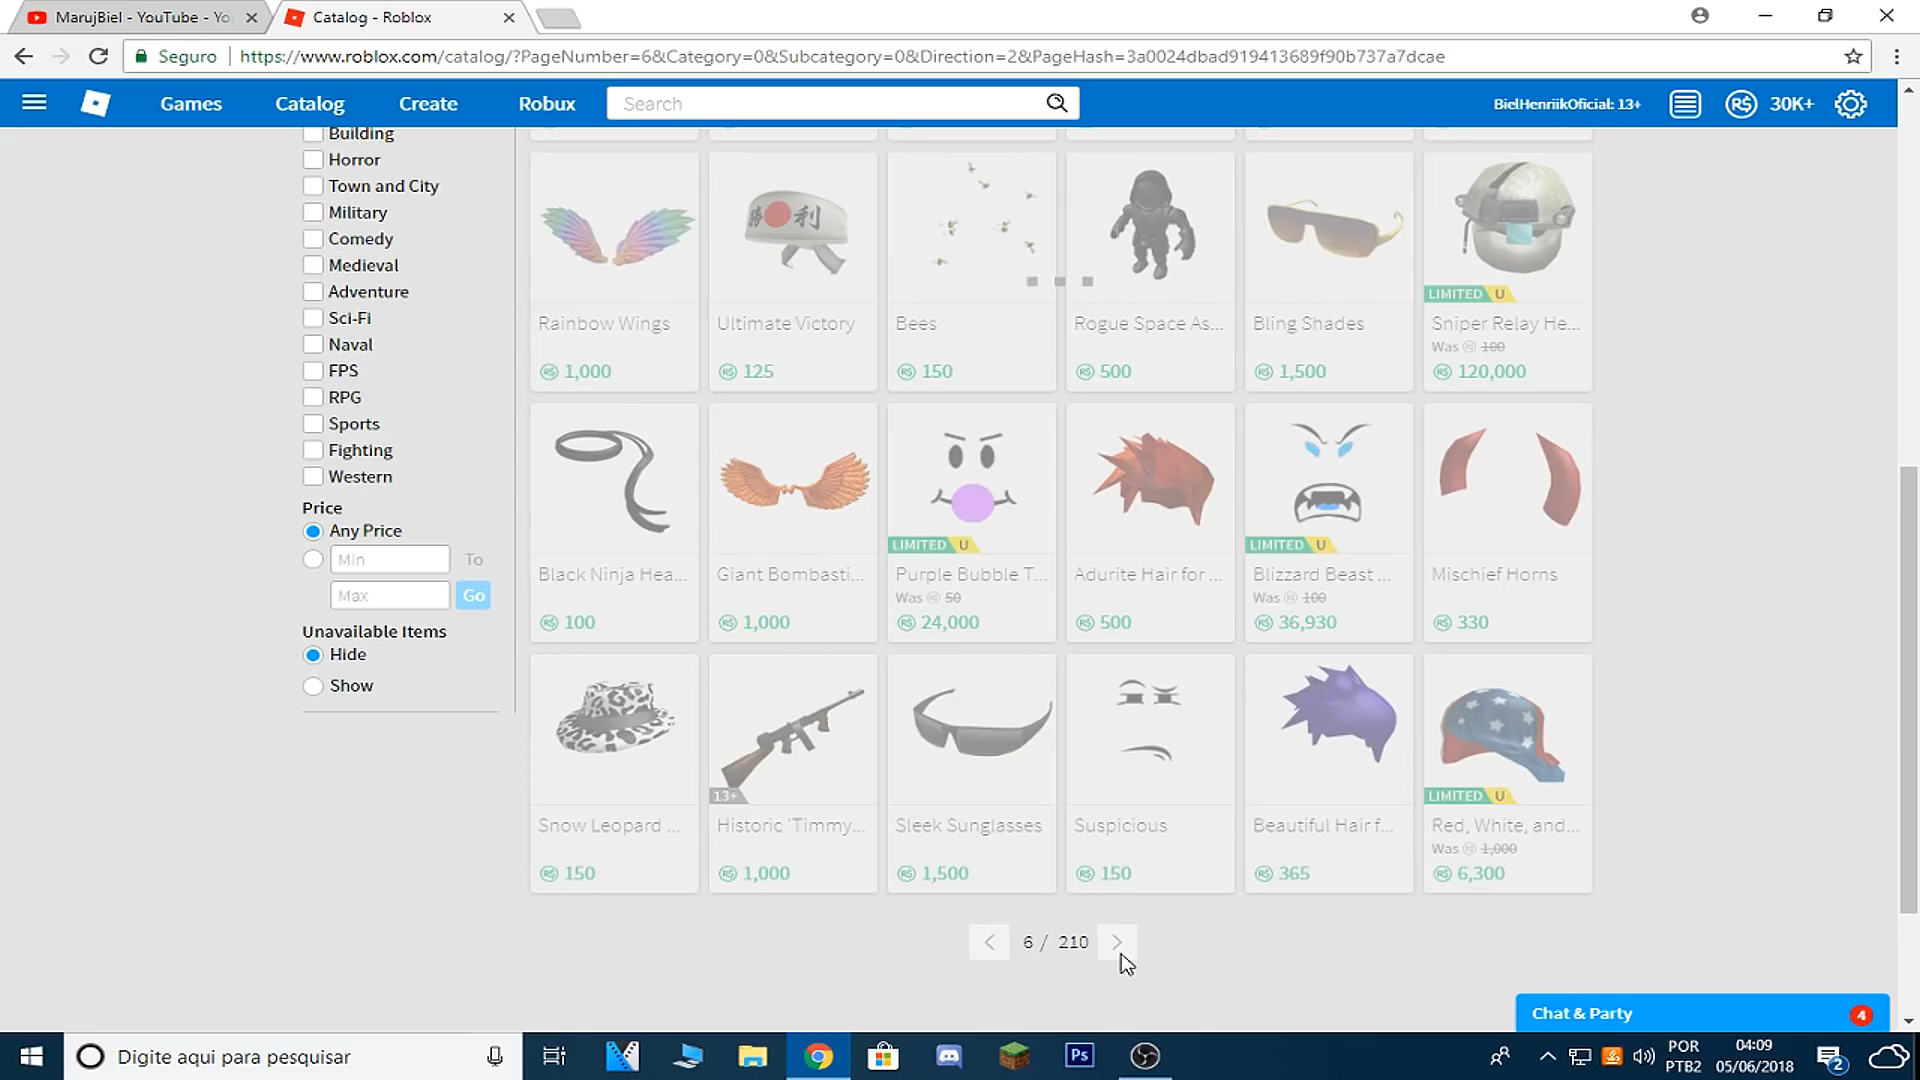 MarujBiel - YouTube - Yo
Catalog - Roblox
Seguro
https://www.roblox.com/catalog/?PageNumber=6&Category=0&Subcategory=0&Direction=2&PageHash=3a0024dbad919413689f90b737a7dcae
Games
Catalog
Create
Robux
Search
BielHenriikOficial: 13+
R$ 30K+
Building
Horror
Town and City
Military
Comedy
Medieval
Adventure
Sci-Fi
Naval
FPS
RPG
Sports
Fighting
Western
Price
Any Price
Min To
Max Go
Unavailable Items
Hide
Show
勝 利
LIMITED U
Rainbow Wings
Ultimate Victory
Bees
Rogue Space As...
Bling Shades
Sniper Relay He...
Was R$ 100
R$ 1,000
R$ 125
R$ 150
R$ 500
R$ 1,500
R$ 120,000
LIMITED U
LIMITED U
Black Ninja Hea...
Giant Bombasti...
Purple Bubble T...
Adurite Hair for ...
Blizzard Beast ...
Mischief Horns
Was R$ 50
Was R$ 100
R$ 100
R$ 1,000
R$ 24,000
R$ 500
R$ 36,930
R$ 330
13+
LIMITED U
Snow Leopard ...
Historic 'Timmy...
Sleek Sunglasses
Suspicious
Beautiful Hair f...
Red, White, and...
Was R$ 1,000
R$ 150
R$ 1,000
R$ 1,500
R$ 150
R$ 365
R$ 6,300
6 / 210
Chat & Party
4
Digite aqui para pesquisar
Ps
POR
PTB2
04:09
05/06/2018
2